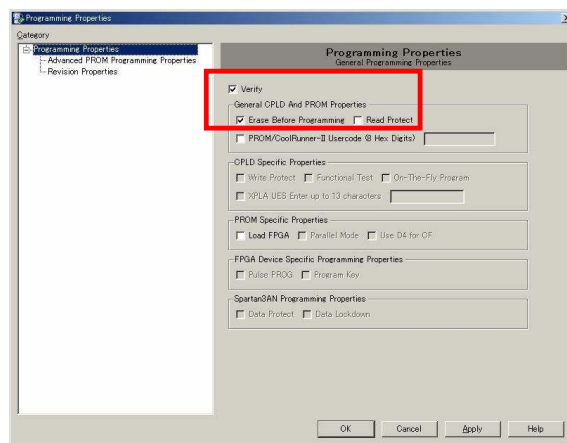 Programming Properties
Category
Programming Properties
Advanced PROM Programming Properties
Revision Properties
Programming Properties
General Programming Properties
Verify
General CPLD And PROM Properties
Erase Before Programming Read Protect
PROM/CoolRunner-II Usercode (8 Hex Digits)
CPLD Specific Properties
Write Protect Functional Test On-The-Fly Program
XPLA UES Enter up to 13 characters
PROM Specific Properties
Load FPGA Parallel Mode Use D4 for CF
FPGA Device Specific Programming Properties
Pulse PROG Program Key
Spartan3AN Programming Properties
Data Protect Data Lockdown
OK Cancel Apply Help